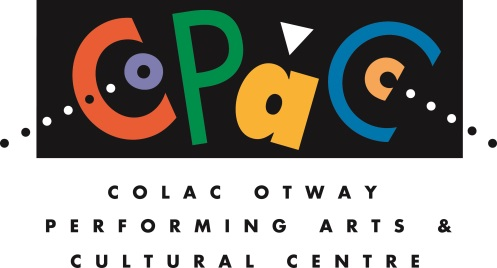 CoPaCc
COLAC OTWAY
PERFORMING ARTS &
CULTURAL CENTRE